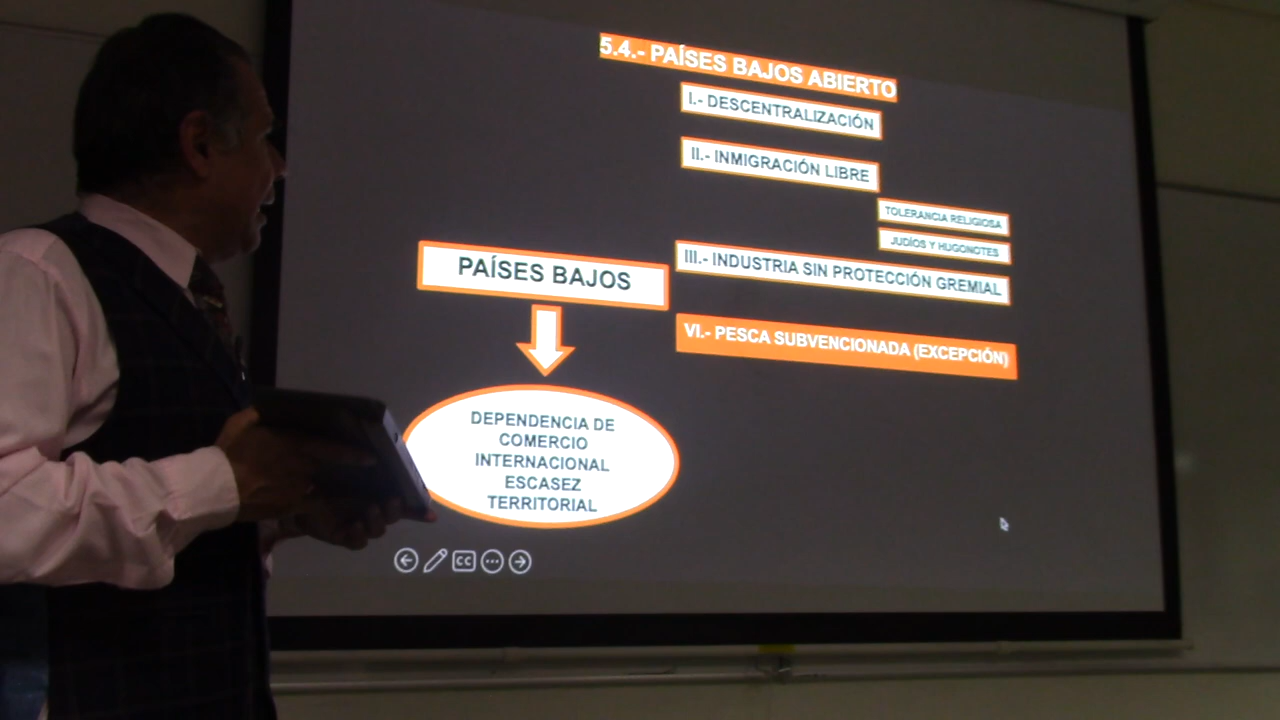 5.4.- PAÍSES BAJOS ABIERTO
I.- DESCENTRALIZACIÓN
II.- INMIGRACIÓN LIBRE
TOLERANCIA RELIGIOSA
JUDÍOS Y HUGONOTES
III.- INDUSTRIA SIN PROTECCIÓN GREMIAL
VI.- PESCA SUBVENCIONADA (EXCEPCIÓN)
PAÍSES BAJOS
DEPENDENCIA DE
COMERCIO
INTERNACIONAL
ESCASEZ
TERRITORIAL
CC